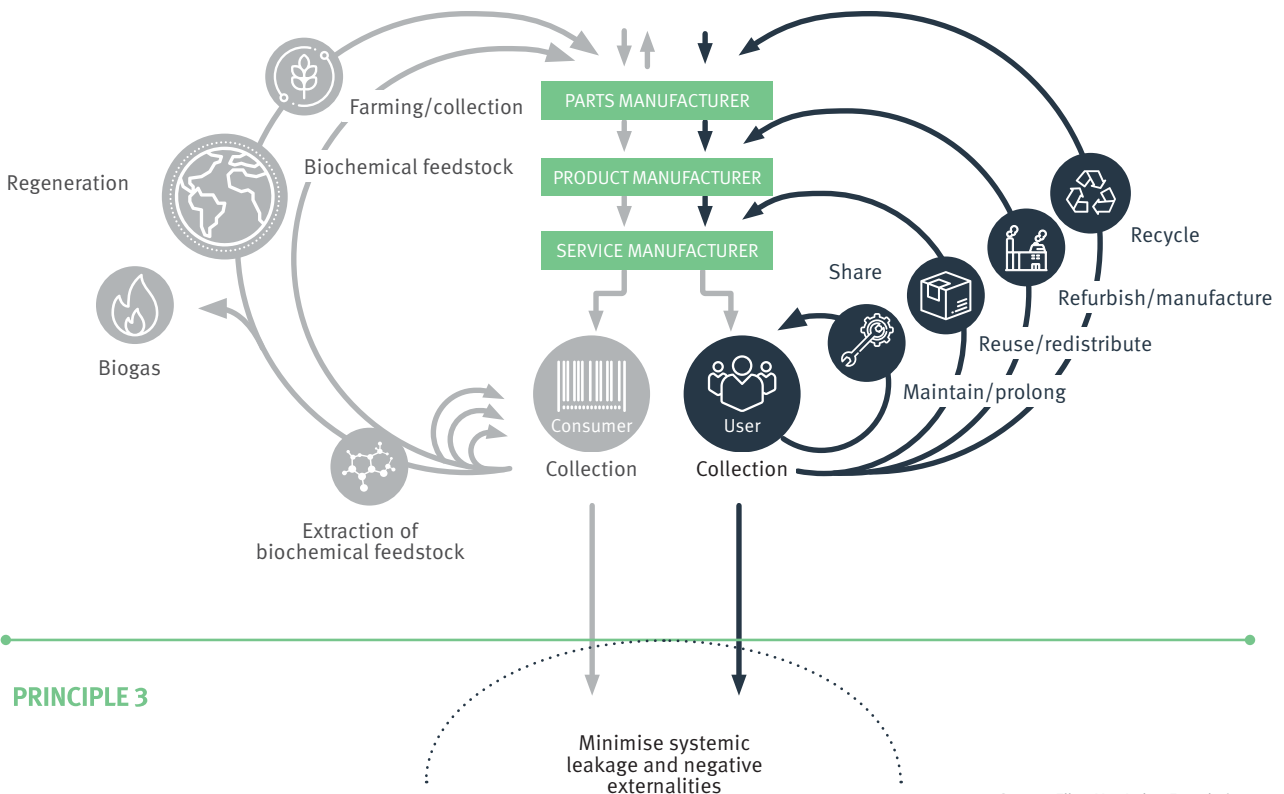 PARTS MANUFACTURER
Farming/collection
Biochemical feedstock
PRODUCT MANUFACTURER
Regeneration
Recycle
SERVICE MANUFACTURER
Share
Refurbish/manufacture
Reuse/redistribute
Biogas
Maintain/prolong
Consumer
User
Collection
Collection
Extraction of
biochemical feedstock
PRINCIPLE 3
Minimise systemic
leakage and negative
externalities